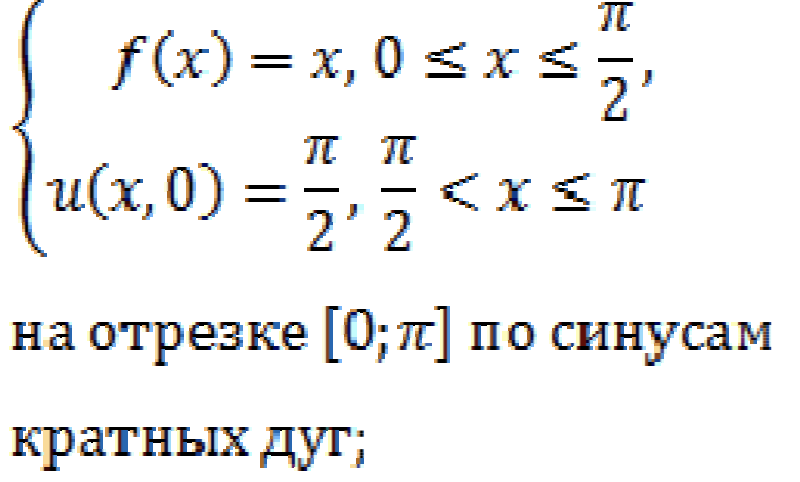 f(x) = x, 0 ≤ x ≤ π/2,
u(x, 0) = π/2, π/2 < x ≤ π
на отрезке [0; π] по синусам
кратных дуг;